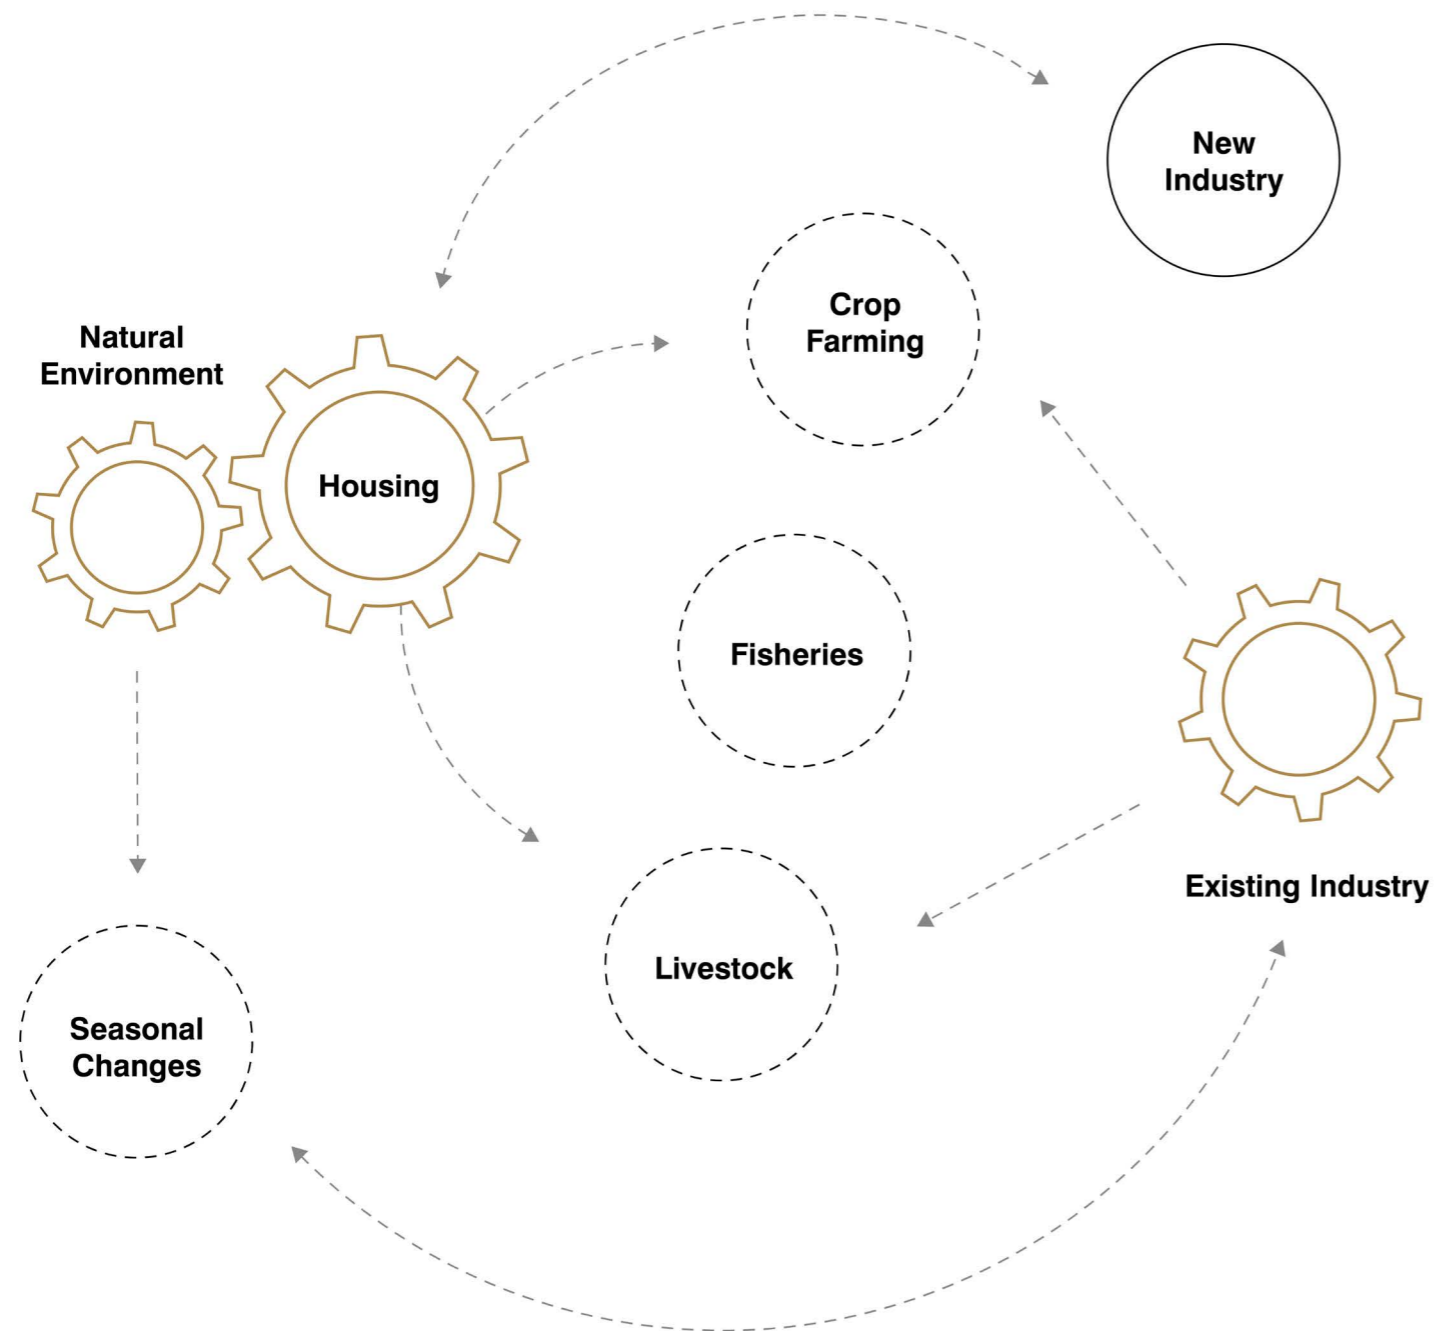 New
Industry
Crop
Farming
Natural
Environment
Housing
Fisheries
Existing Industry
Livestock
Seasonal
Changes